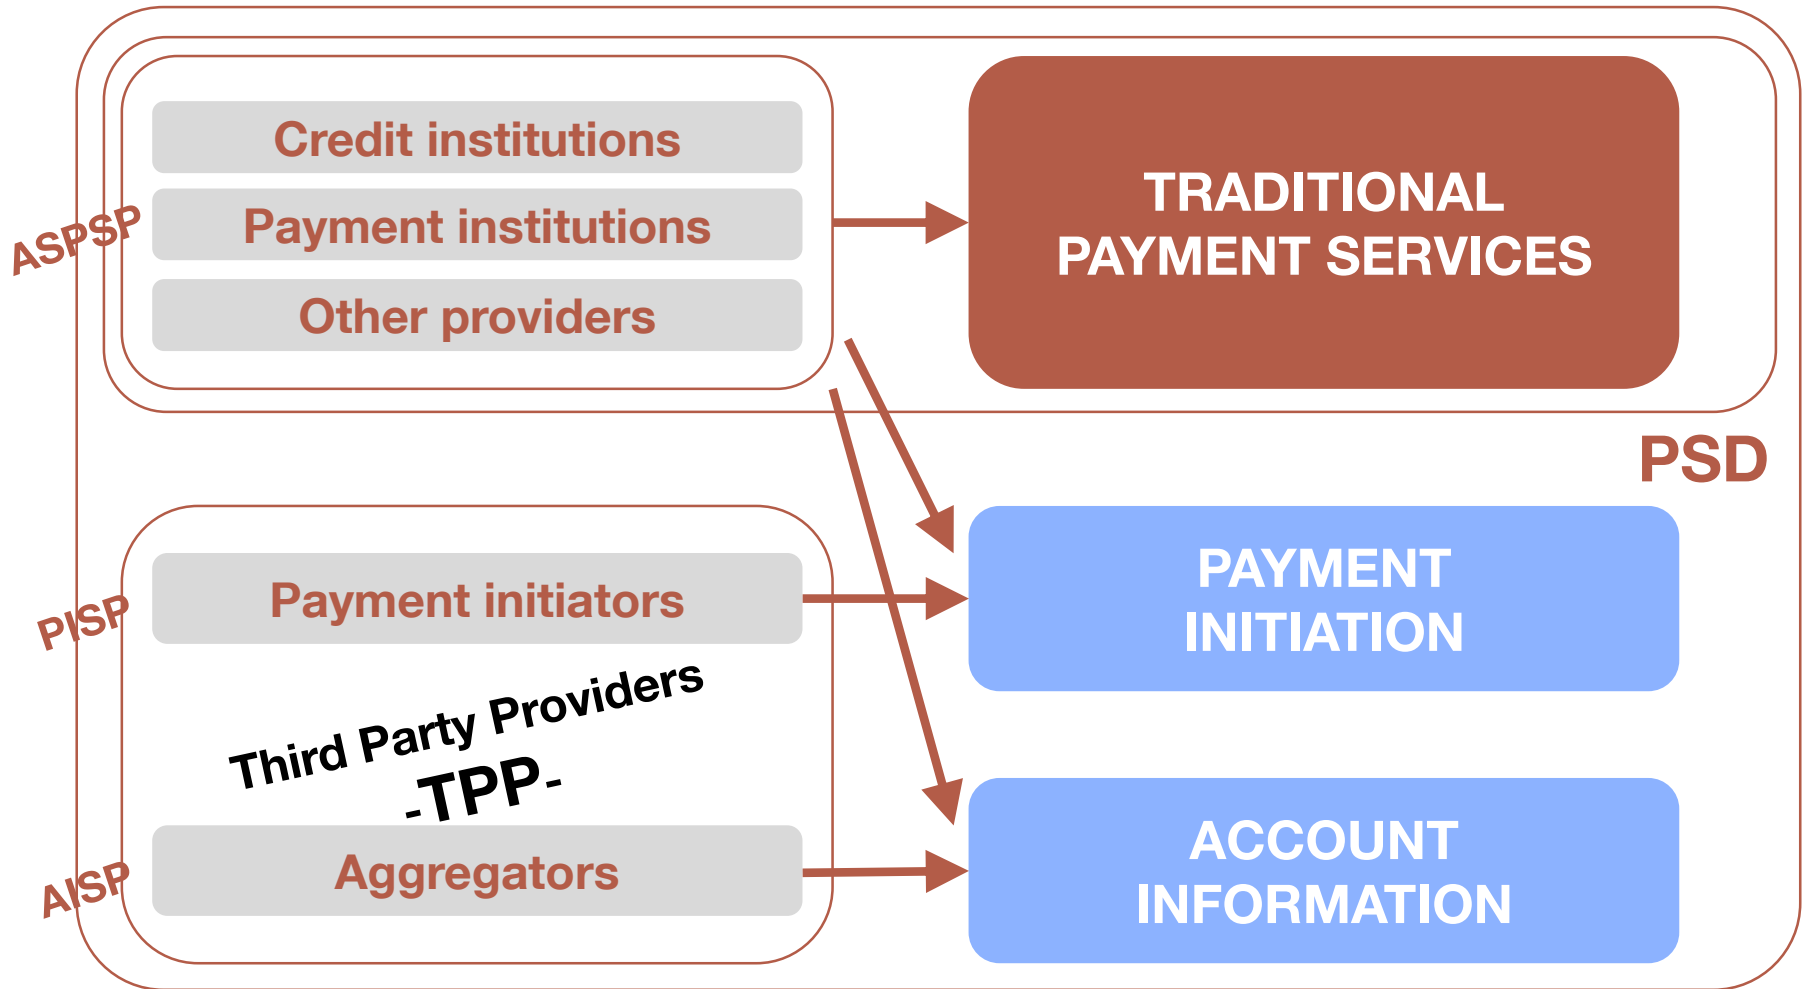 Credit institutions
Payment institutions
Other providers
ASPSP
TRADITIONAL
PAYMENT SERVICES
PSD
Payment initiators
PISP
PAYMENT
INITIATION
Third Party Providers
-TPP-
Aggregators
AISP
ACCOUNT
INFORMATION